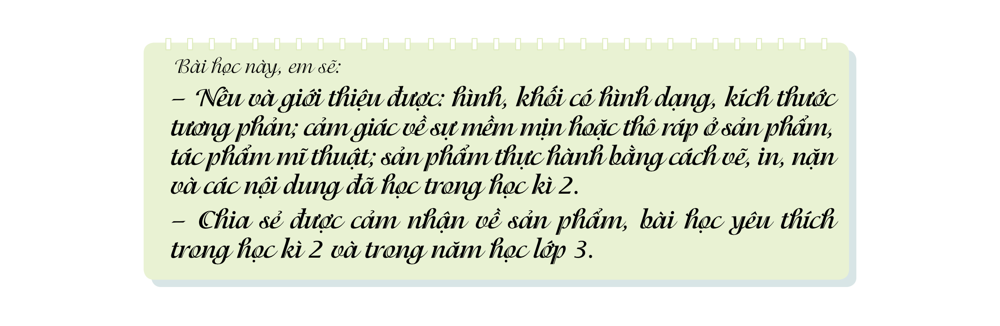 Bài học này, em sẽ:
– Nêu và giới thiệu được: hình, khối có hình dạng, kích thước
tương phản; cảm giác về sự mềm mịn hoặc thô ráp ở sản phẩm,
tác phẩm mĩ thuật; sản phẩm thực hành bằng cách vẽ, in, nặn
và các nội dung đã học trong học kì 2.
– Chia sẻ được cảm nhận về sản phẩm, bài học yêu thích
trong học kì 2 và trong năm học lớp 3.